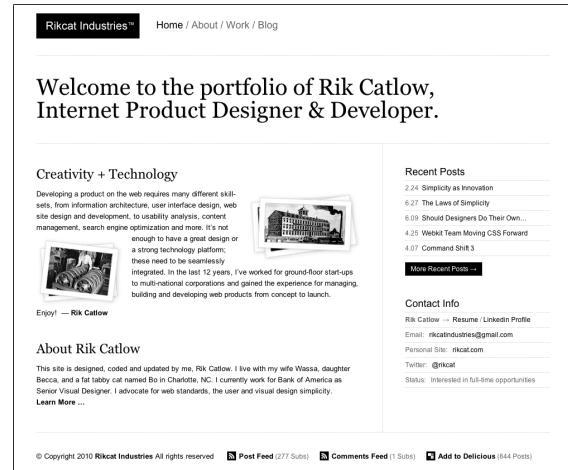 Rikcat Industries™
Home / About / Work / Blog
Welcome to the portfolio of Rik Catlow,
Internet Product Designer & Developer.
Creativity + Technology
Developing a product on the web requires many different skill-
sets, from information architecture, user interface design, web
site design and development, to usability analysis, content
management, search engine optimization and more. It's not
enough to have a great design or
a strong technology platform;
these need to be seamlessly
integrated. In the last 12 years, I've worked for ground-floor start-ups
to multi-national corporations and gained the experience for managing,
building and developing web products from concept to launch.
Enjoy! — Rik Catlow
About Rik Catlow
This site is designed, coded and updated by me, Rik Catlow. I live with my wife Wassa, daughter
Becca, and a fat tabby cat named Bo in Charlotte, NC. I currently work for Bank of America as
Senior Visual Designer. I advocate for web standards, the user and visual design simplicity.
Learn More ...
Recent Posts
2.24 Simplicity as Innovation
6.27 The Laws of Simplicity
6.09 Should Designers Do Their Own...
4.25 Webkit Team Moving CSS Forward
4.07 Command Shift 3
More Recent Posts →
Contact Info
Rik Catlow → Resume / Linkedin Profile
Email: rikcatindustries@gmail.com
Personal Site: rikcat.com
Twitter: @rikcat
Status: Interested in full-time opportunities
© Copyright 2010 Rikcat Industries All rights reserved Post Feed (277 Subs) Comments Feed (1 Subs) Add to Delicious (844 Posts)